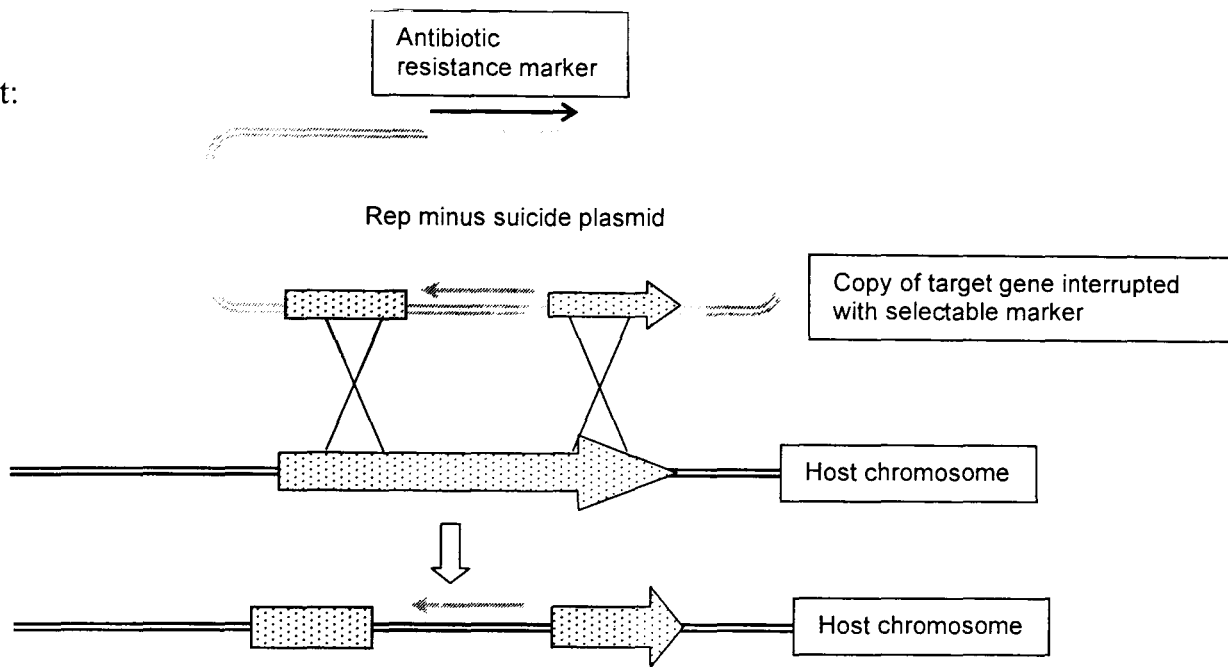 Antibiotic
resistance marker
t:
Rep minus suicide plasmid
Copy of target gene interrupted
with selectable marker
Host chromosome
Host chromosome